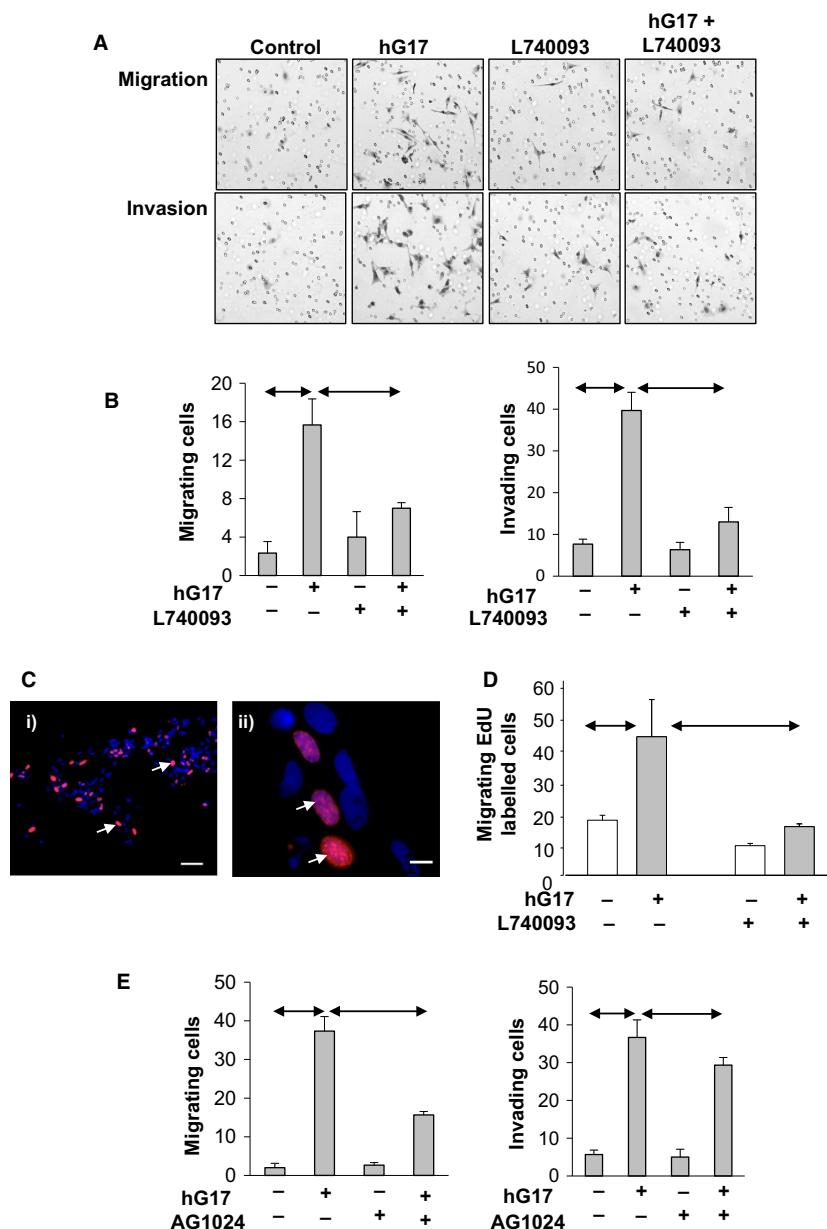 A
Control hG17 L740093 hG17 + L740093
Migration
Invasion
B
Migrating cells
20
16
12
8
4
0
hG17 – + – +
L740093 – – + +
Invading cells
50
40
30
20
10
0
hG17 – + – +
L740093 – – + +
C
i)
ii)
D
Migrating EdU
labelled cells
60
50
40
30
20
10
0
hG17 – + – +
L740093 – – + +
E
Migrating cells
50
40
30
20
10
0
hG17 – + – +
AG1024 – – + +
Invading cells
50
40
30
20
10
0
hG17 – + – +
AG1024 – – + +